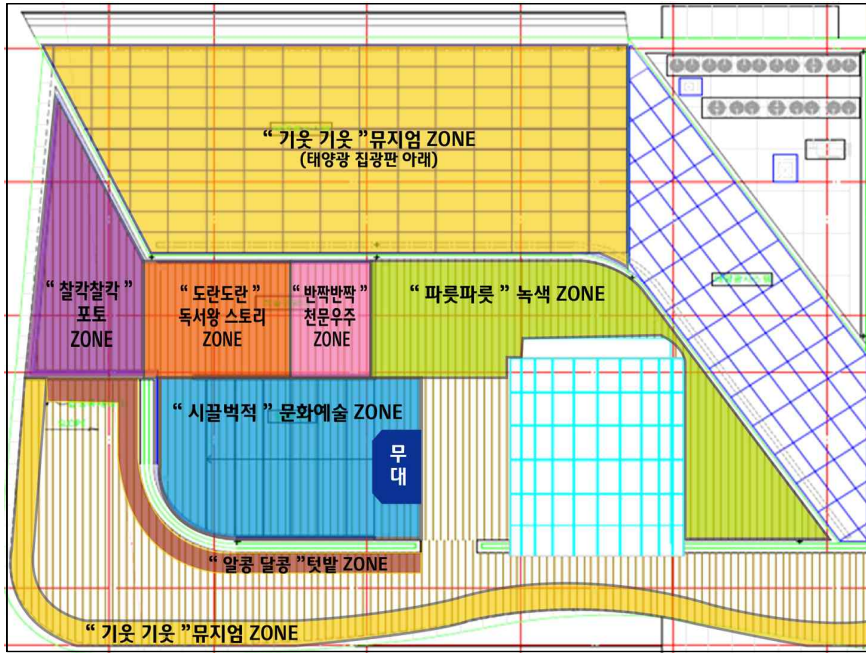 “ 기웃 기웃 ”뮤지엄 ZONE
(태양광 집광판 아래)
“ 찰칵찰칵 ”
포토
ZONE
“ 도란도란 ”
독서왕 스토리
ZONE
“ 반짝반짝 ”
천문우주
ZONE
“ 파릇파릇 ” 녹색 ZONE
“ 시끌벅적 ” 문화예술 ZONE
무
대
“ 알콩 달콩 ”텃밭 ZONE
“ 기웃 기웃 ”뮤지엄 ZONE